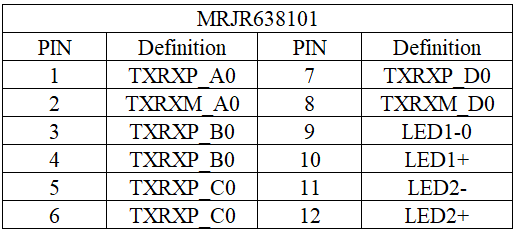 MRJR638101
PIN Definition PIN Definition
1 TXRXP_A0 7 TXRXP_D0
2 TXRXM_A0 8 TXRXM_D0
3 TXRXP_B0 9 LED1-0
4 TXRXP_B0 10 LED1+
5 TXRXP_C0 11 LED2-
6 TXRXP_C0 12 LED2+